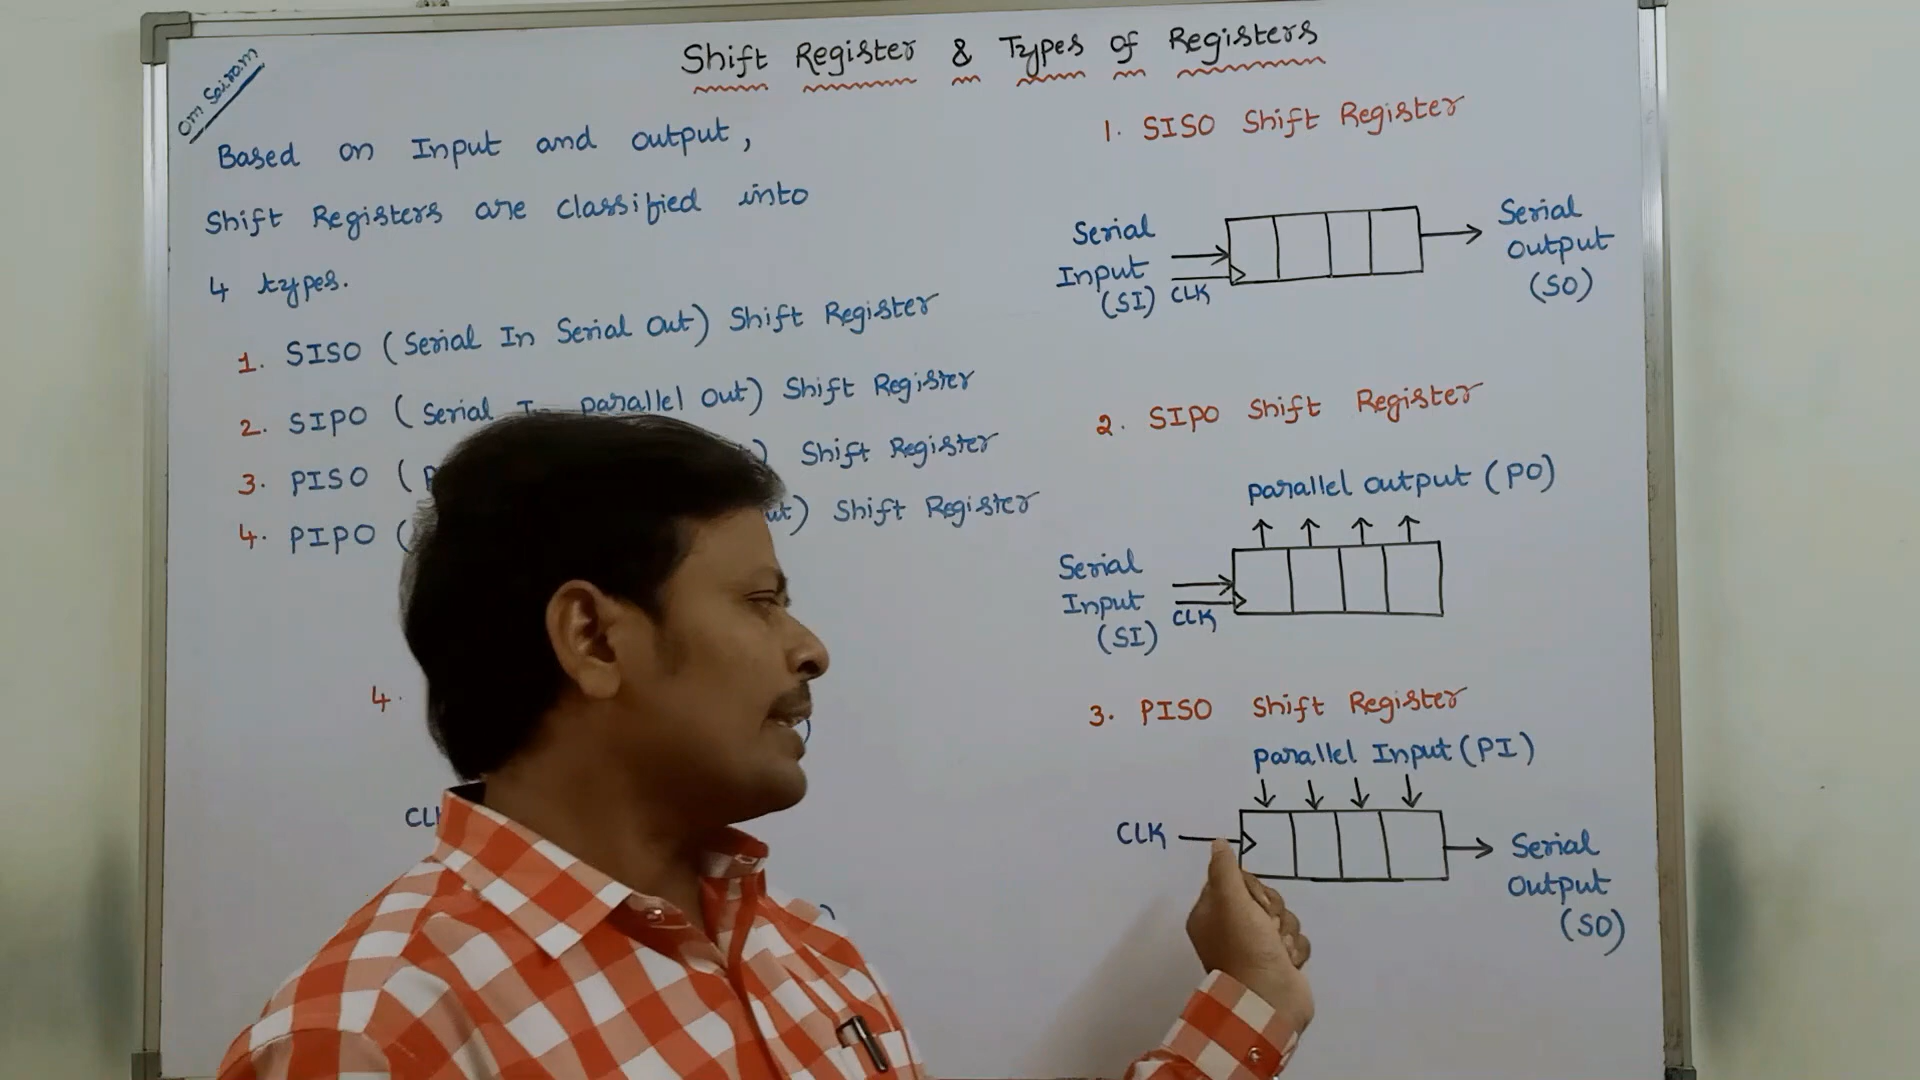 Om Sairam
Shift Register & Types of Registers
Based on Input and output,
Shift Registers are classified into
4 types.
1. SISO (Serial In Serial Out) Shift Register
2. SIPO (Serial parallel out) Shift Register
3. PISO ( ) Shift Register
4. PIPO ( ) Shift Register
4.
1. SISO Shift Register
Serial
Input
(SI)
CLK
Serial
output
(SO)
2. SIPO Shift Register
parallel output (PO)
Serial
Input
(SI)
CLK
3. PISO Shift Register
parallel Input (PI)
CLK
Serial
output
(SO)